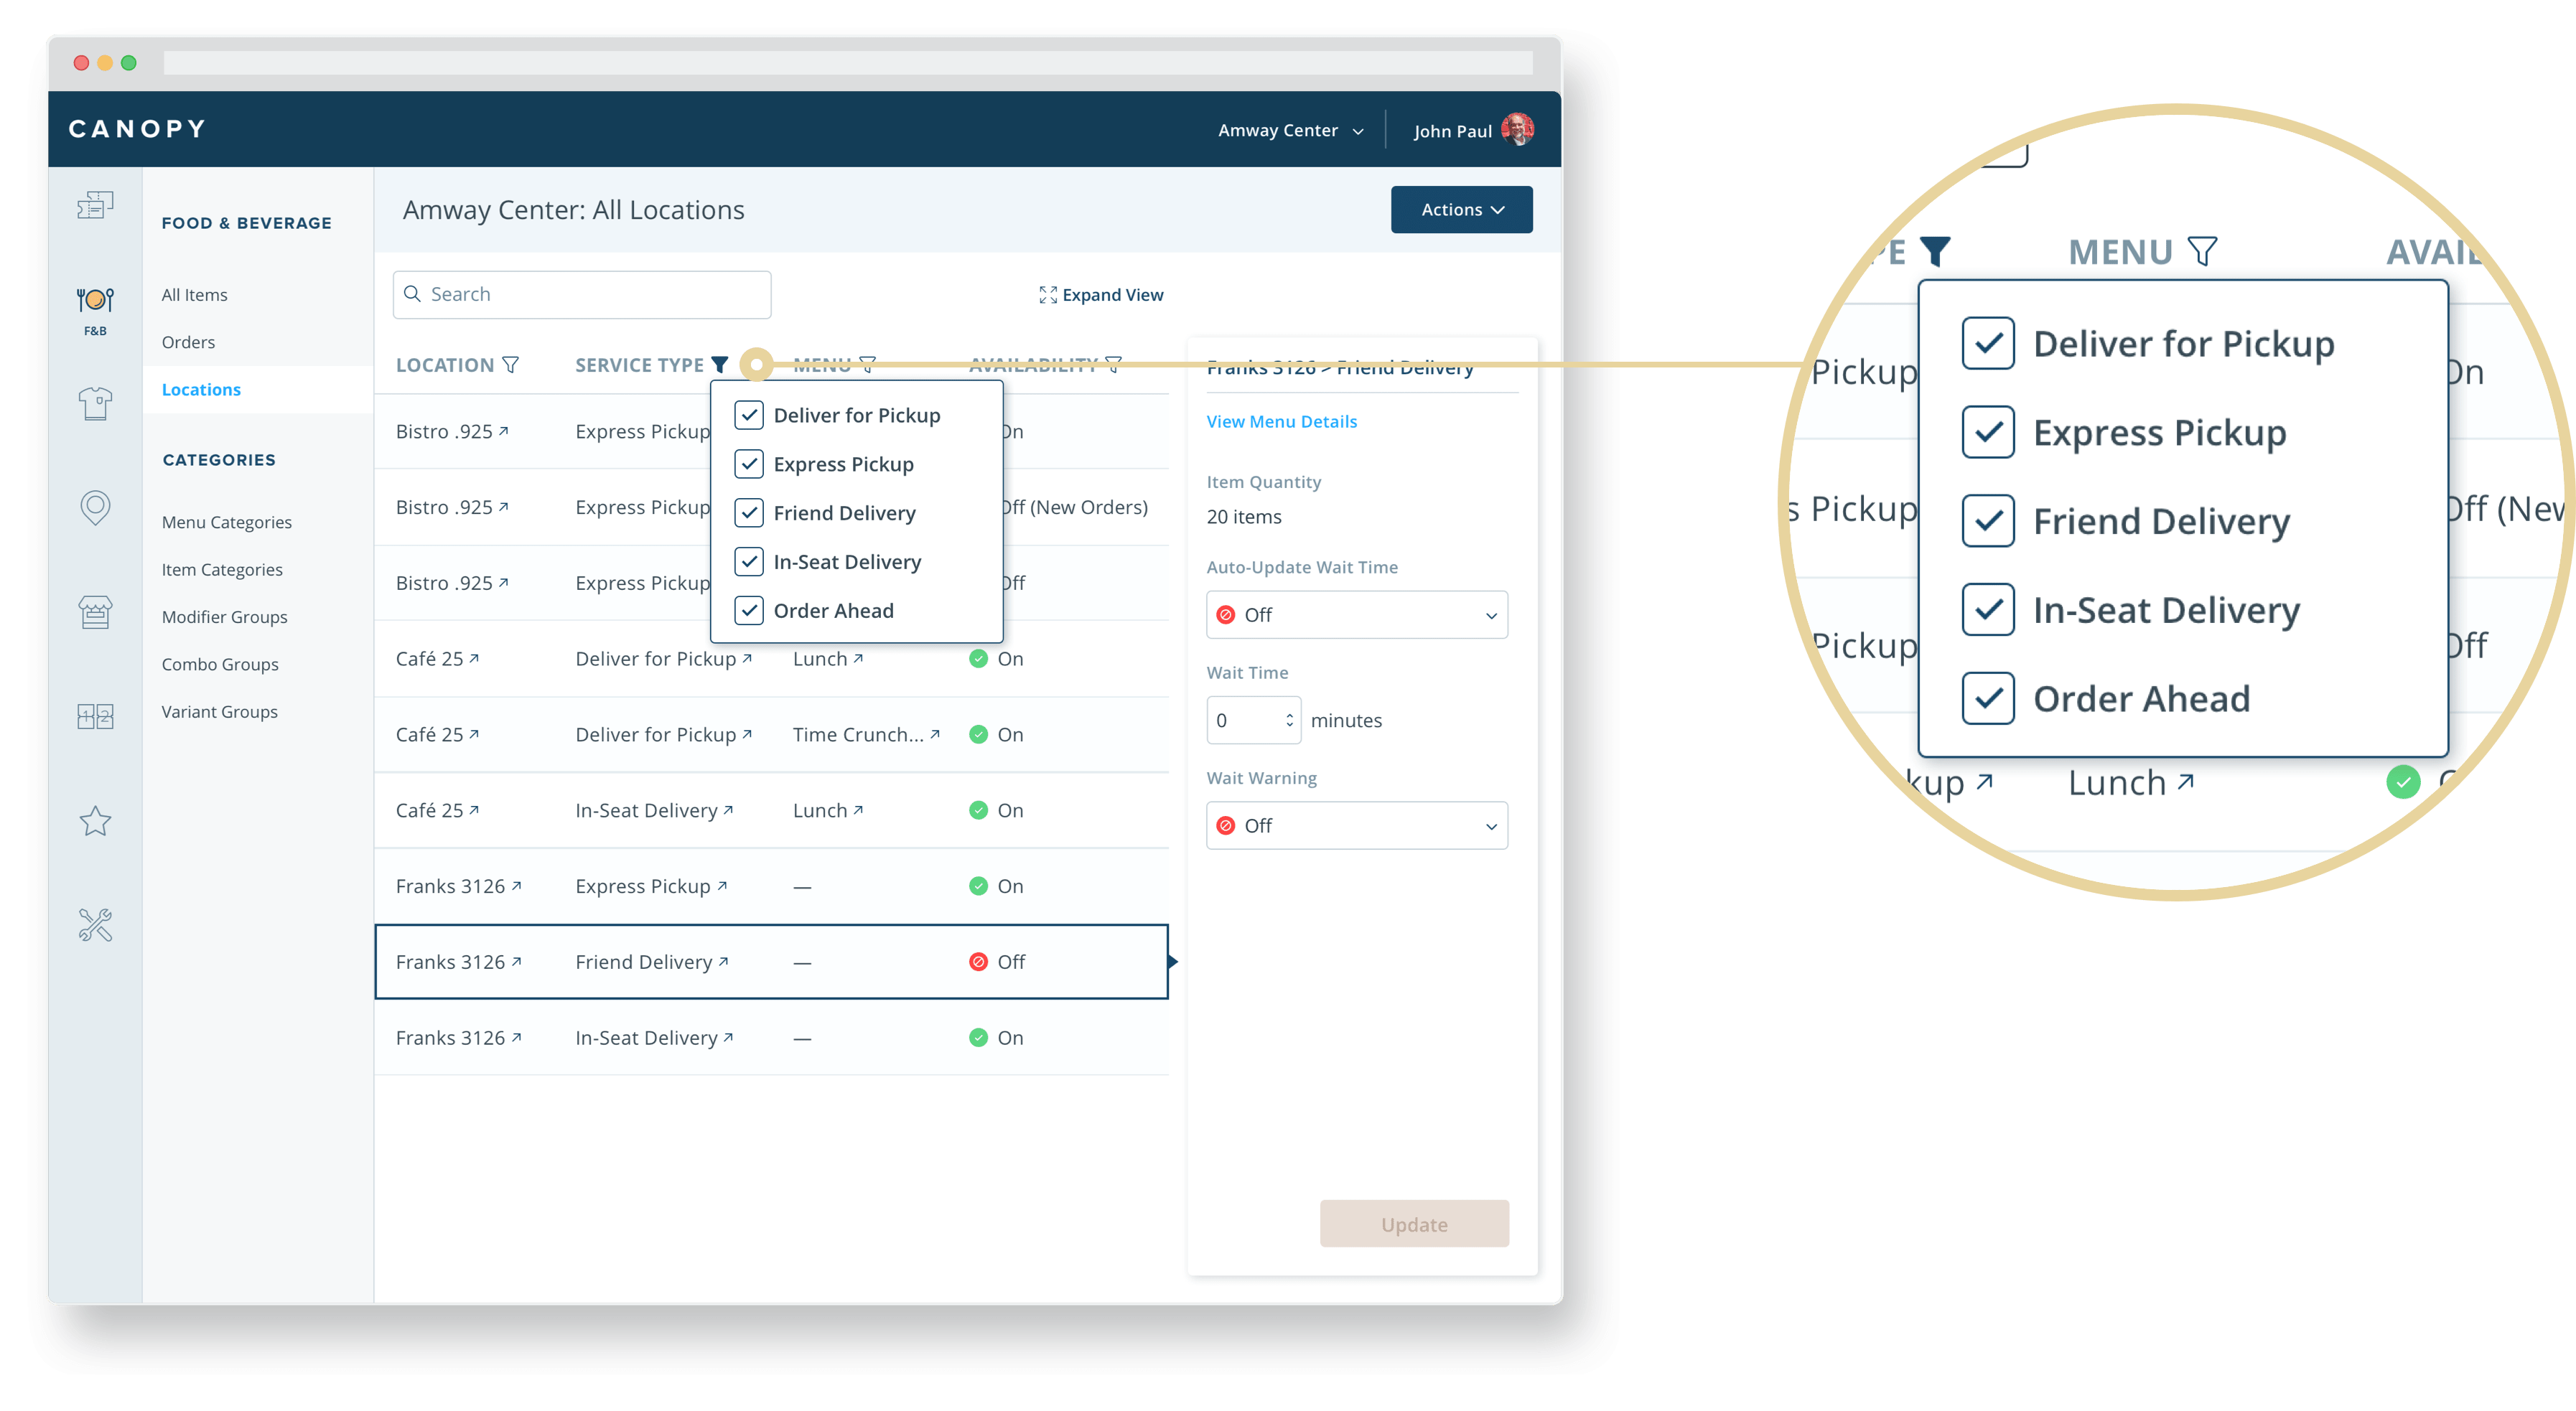 CANOPY
Amway Center
John Paul
FOOD & BEVERAGE
All Items
Orders
Locations
CATEGORIES
Menu Categories
Item Categories
Modifier Groups
Combo Groups
Variant Groups
F&B
1 2
Amway Center: All Locations
Actions
Search
Expand View
LOCATION SERVICE TYPE MENU AVAILABILITY
Deliver for Pickup
Express Pickup
Friend Delivery
In-Seat Delivery
Order Ahead
Bistro .925 Express Pickup On
Bistro .925 Express Pickup Off (New Orders)
Bistro .925 Express Pickup Off
Café 25 Deliver for Pickup Lunch On
Café 25 Deliver for Pickup Time Crunch... On
Café 25 In-Seat Delivery Lunch On
Franks 3126 Express Pickup — On
Franks 3126 Friend Delivery — Off
Franks 3126 In-Seat Delivery — On
Franks 3126 > Friend Delivery
View Menu Details
Item Quantity
20 items
Auto-Update Wait Time
Off
Wait Time
0 minutes
Wait Warning
Off
Update
PE MENU AVAIL
Deliver for Pickup
Express Pickup
Friend Delivery
In-Seat Delivery
Order Ahead
Pickup On
s Pickup Off (New
Pickup Off
kup Lunch